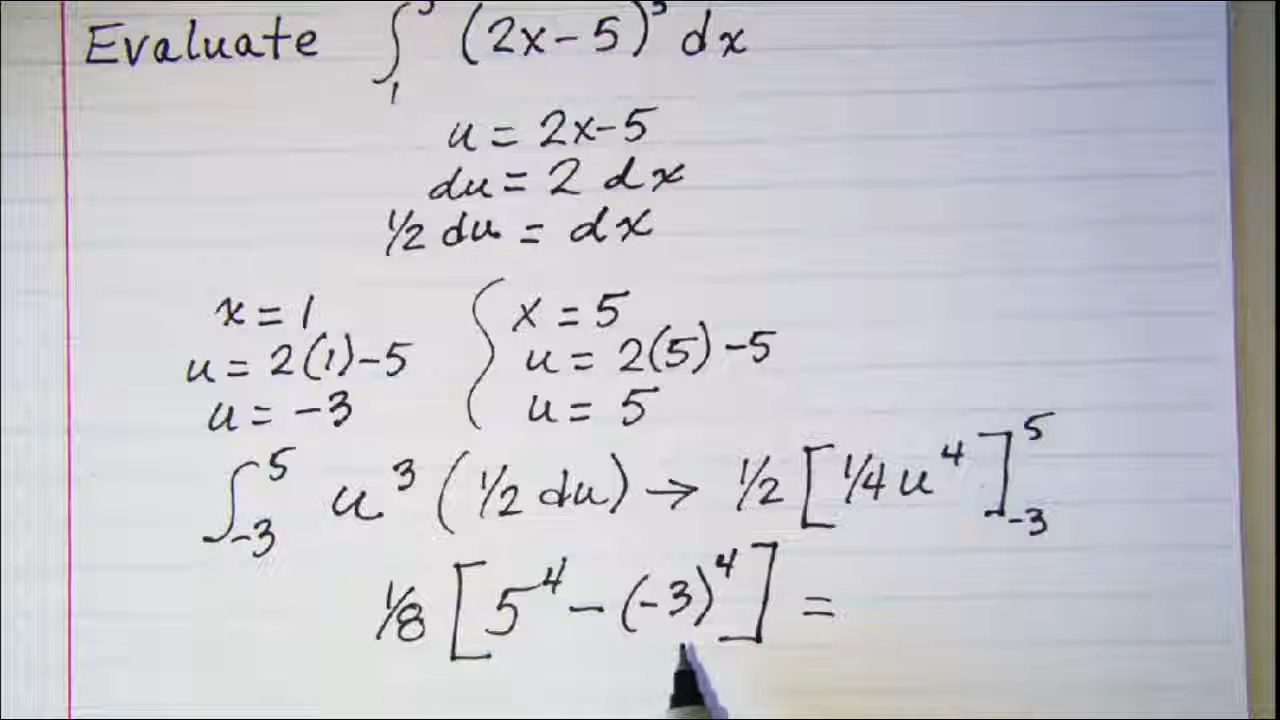 Evaluate ∫₁⁵ (2x-5)³ dx
u = 2x-5
du = 2 dx
1/2 du = dx
x = 1 { x = 5
u = 2(1)-5 u = 2(5)-5
u = -3 u = 5
∫₋₃⁵ u³ (1/2 du) → 1/2 [1/4 u⁴]₋₃⁵
1/8 [5⁴ - (-3)⁴] =